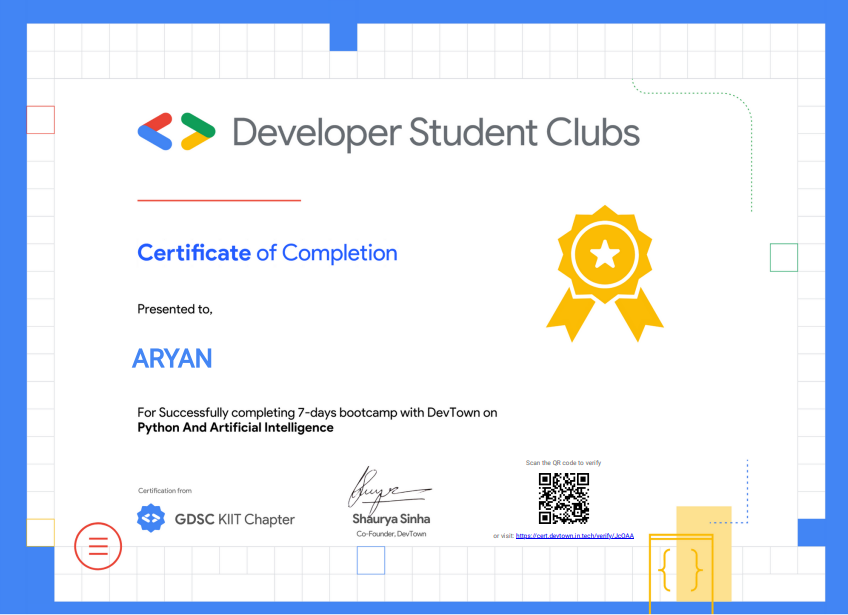 Developer Student Clubs
Certificate of Completion
Presented to,
ARYAN
For Successfully completing 7-days bootcamp with DevTown on
Python And Artificial Intelligence
Certification from
GDSC KIIT Chapter
Shaurya Sinha
Co-Founder, DevTown
Scan the QR code to verify
or visit: https://cert.devtown.in.tech/verify/JcOAA